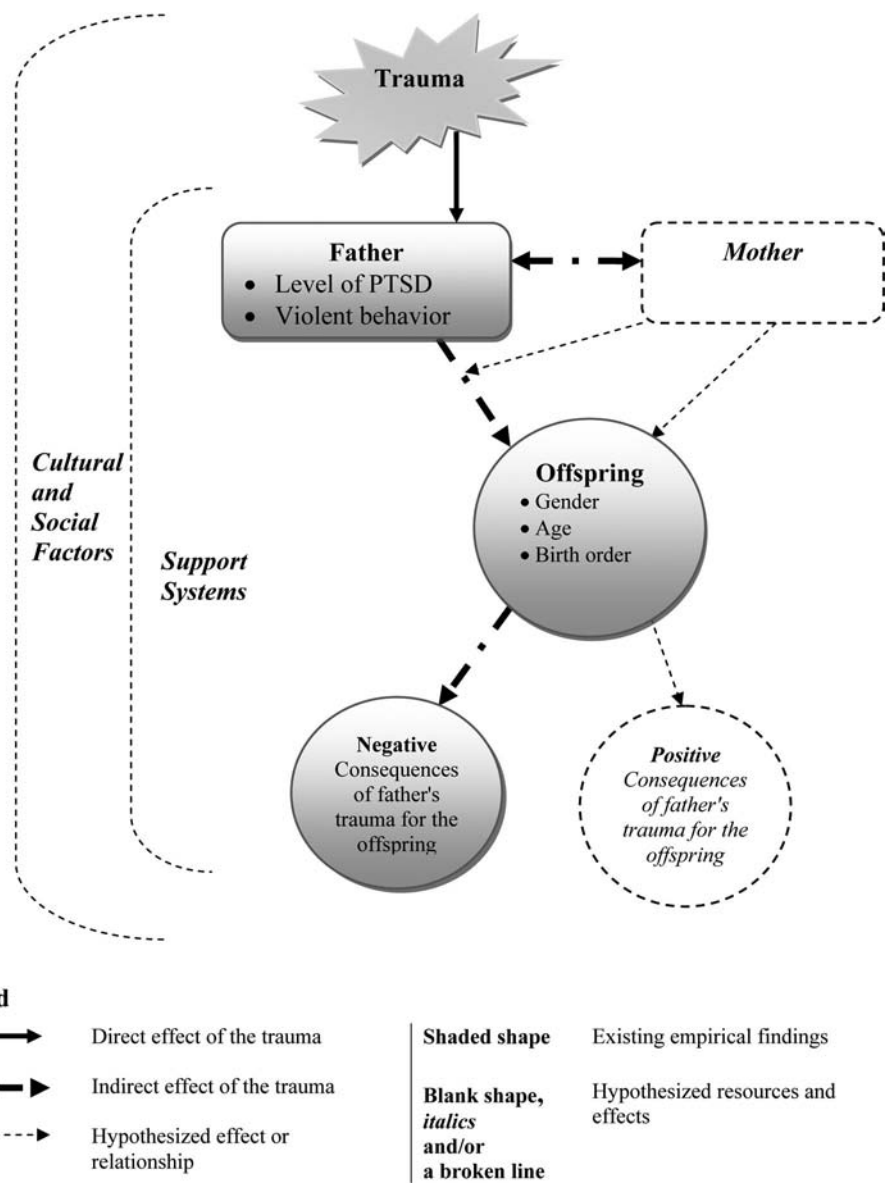 Trauma
Father
• Level of PTSD
• Violent behavior
Mother
Offspring
• Gender
• Age
• Birth order
Cultural
and
Social
Factors
Support
Systems
Negative
Consequences
of father's
trauma for the
offspring
Positive
Consequences
of father's
trauma for the
offspring
d
Direct effect of the trauma
Indirect effect of the trauma
Hypothesized effect or
relationship
Shaded shape
Existing empirical findings
Blank shape,
italics
and/or
a broken line
Hypothesized resources and
effects